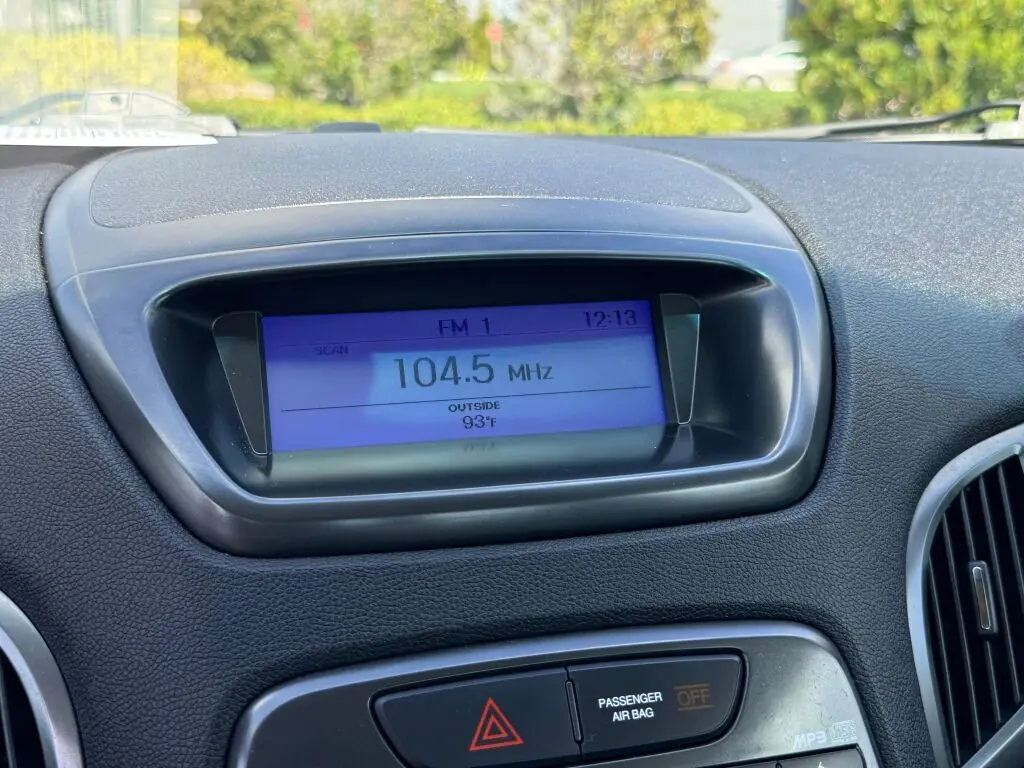 FM 1 12:13
SCAN
104.5 MHz
OUTSIDE
93°F
PASSENGER OFF
AIR BAG
MP3